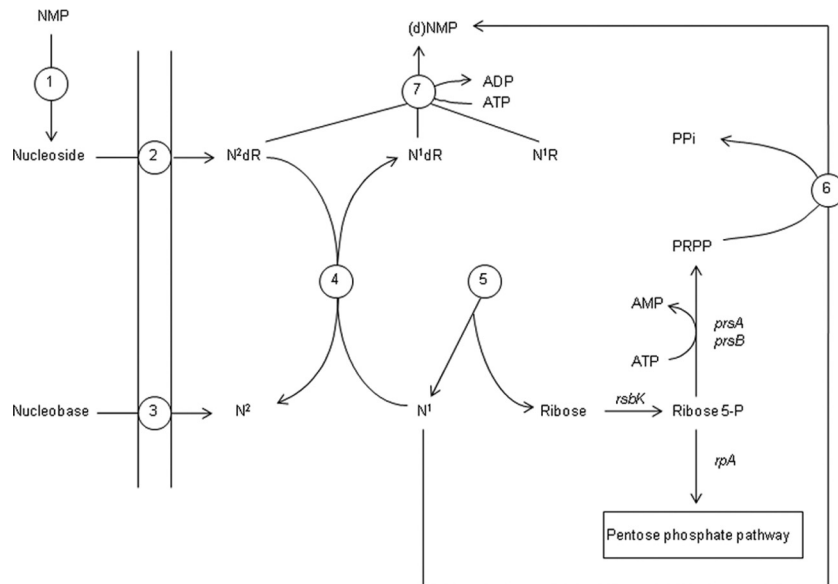 NMP
(d)NMP
1
7
ADP
ATP
Nucleoside
2
N²dR
N¹dR
N¹R
PPi
6
PRPP
4
5
AMP
prsA
prsB
ATP
Nucleobase
3
N²
N¹
Ribose
rsbK
Ribose 5-P
rpA
Pentose phosphate pathway